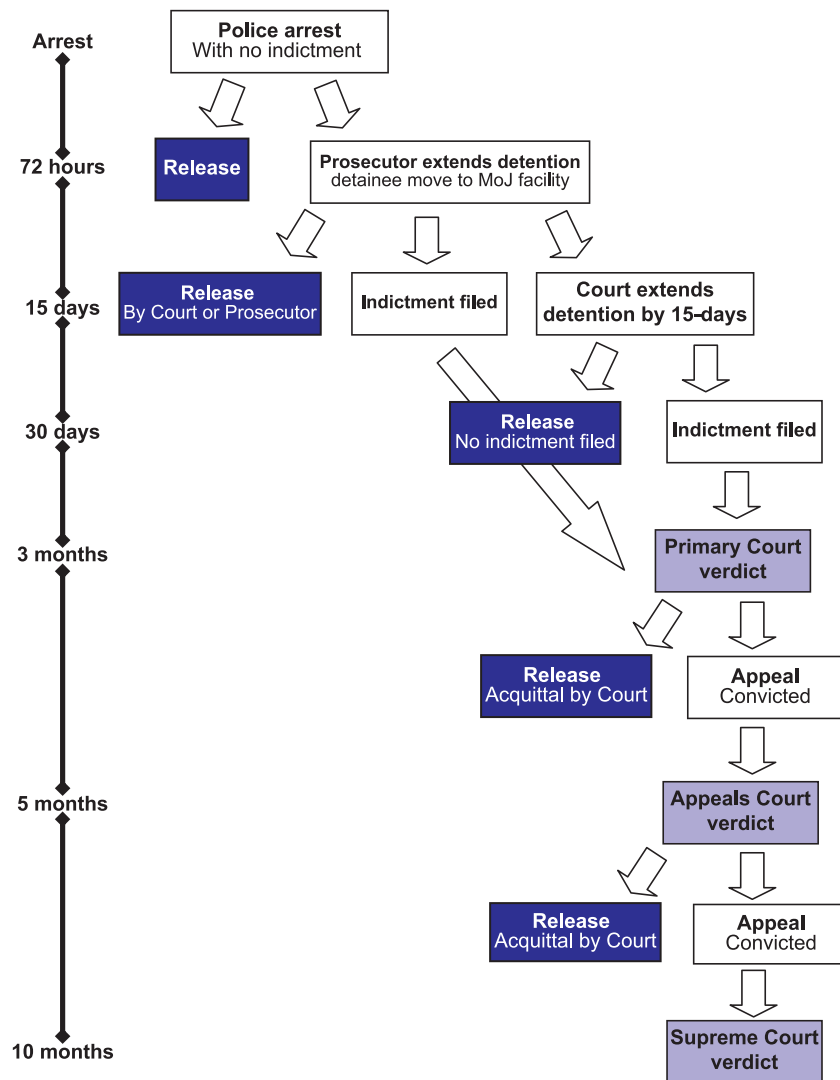 Arrest
Police arrest
With no indictment
72 hours
Release
Prosecutor extends detention
detainee move to MoJ facility
15 days
Release
By Court or Prosecutor
Indictment filed
Court extends
detention by 15-days
30 days
Release
No indictment filed
Indictment filed
3 months
Primary Court
verdict
Release
Acquittal by Court
Appeal
Convicted
5 months
Appeals Court
verdict
Release
Acquittal by Court
Appeal
Convicted
10 months
Supreme Court
verdict